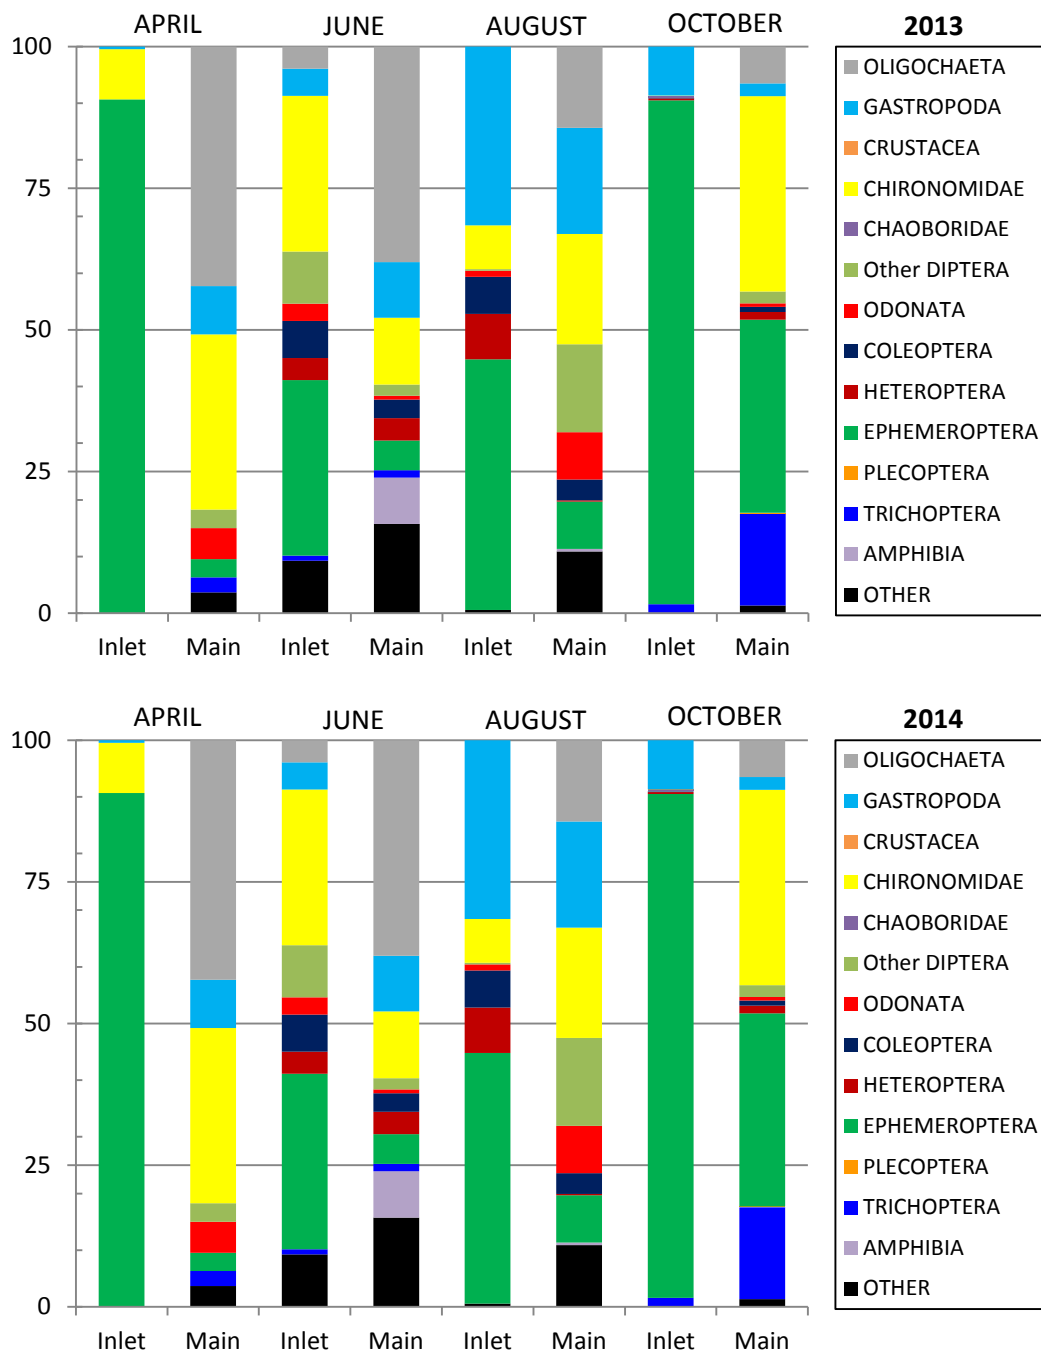 APRIL JUNE AUGUST OCTOBER 2013
100
75
50
25
0
Inlet Main Inlet Main Inlet Main Inlet Main
OLIGOCHAETA
GASTROPODA
CRUSTACEA
CHIRONOMIDAE
CHAOBORIDAE
Other DIPTERA
ODONATA
COLEOPTERA
HETEROPTERA
EPHEMEROPTERA
PLECOPTERA
TRICHOPTERA
AMPHIBIA
OTHER
APRIL JUNE AUGUST OCTOBER 2014
100
75
50
25
0
Inlet Main Inlet Main Inlet Main Inlet Main
OLIGOCHAETA
GASTROPODA
CRUSTACEA
CHIRONOMIDAE
CHAOBORIDAE
Other DIPTERA
ODONATA
COLEOPTERA
HETEROPTERA
EPHEMEROPTERA
PLECOPTERA
TRICHOPTERA
AMPHIBIA
OTHER